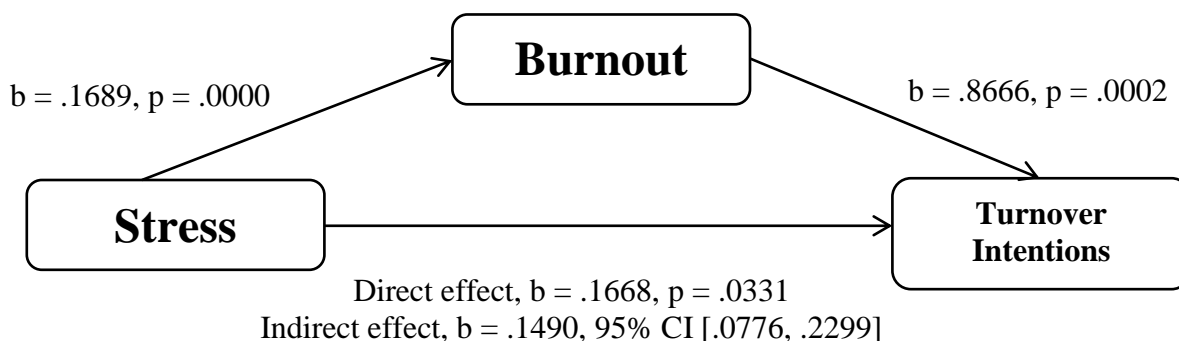 Burnout
b = .1689, p = .0000
b = .8666, p = .0002
Stress
Turnover
Intentions
Direct effect, b = .1668, p = .0331
Indirect effect, b = .1490, 95% CI [.0776, .2299]